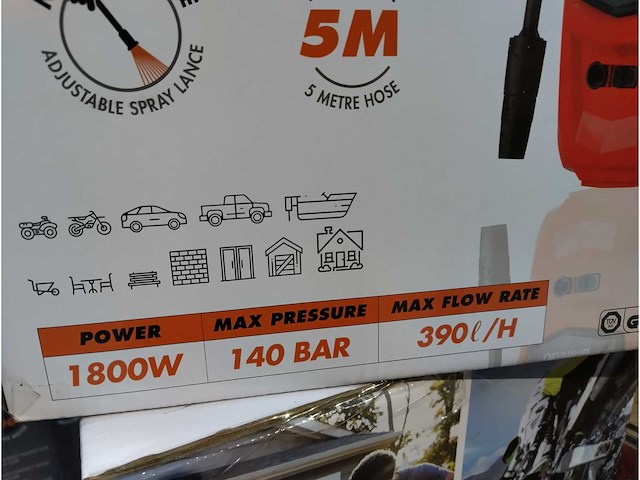 ADJUSTABLE SPRAY LANCE
5M
5 METRE HOSE
POWER
MAX PRESSURE
MAX FLOW RATE
1800W
140 BAR
390ℓ/H